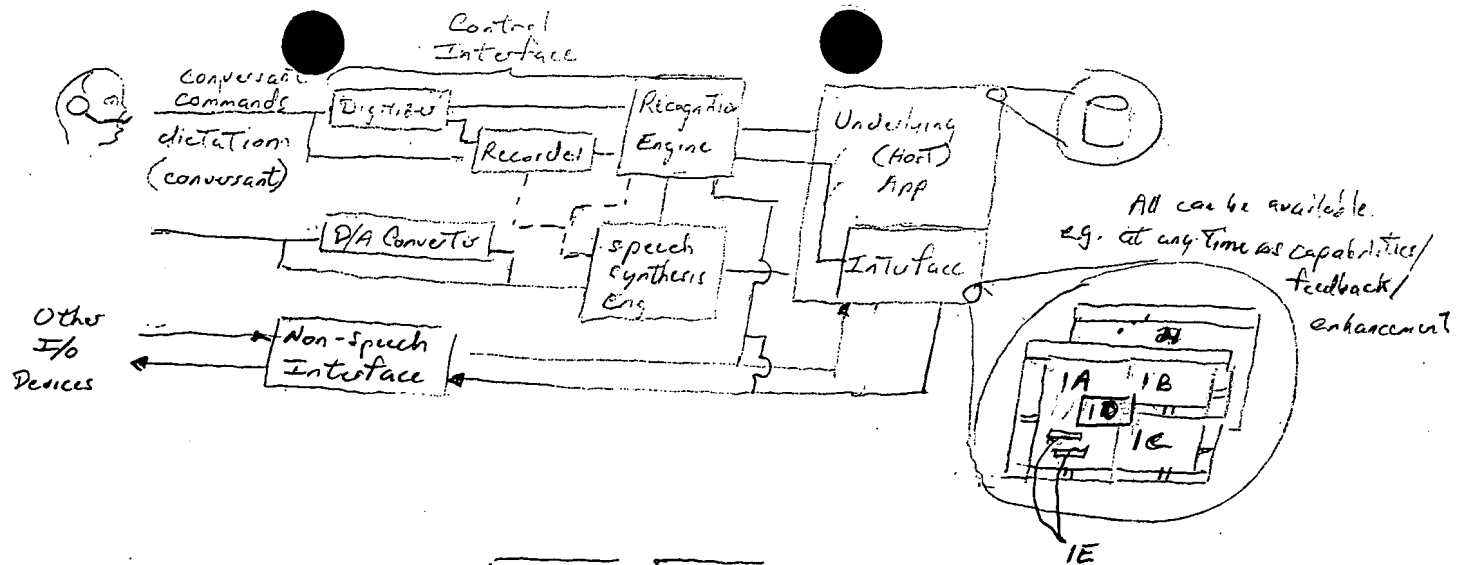 Control
Interface
conversant
commands
dictation
(conversant)
Digitizer
Recorder
Recognition
Engine
Underlying
(Host)
App
Interface
D/A Converter
speech
synthesis
Eng
Other
I/O
Devices
Non-speech
Interface
All can be available
e.g. at any time as capabilities/
feedback/
enhancement
1A
1B
1D
1C
1E